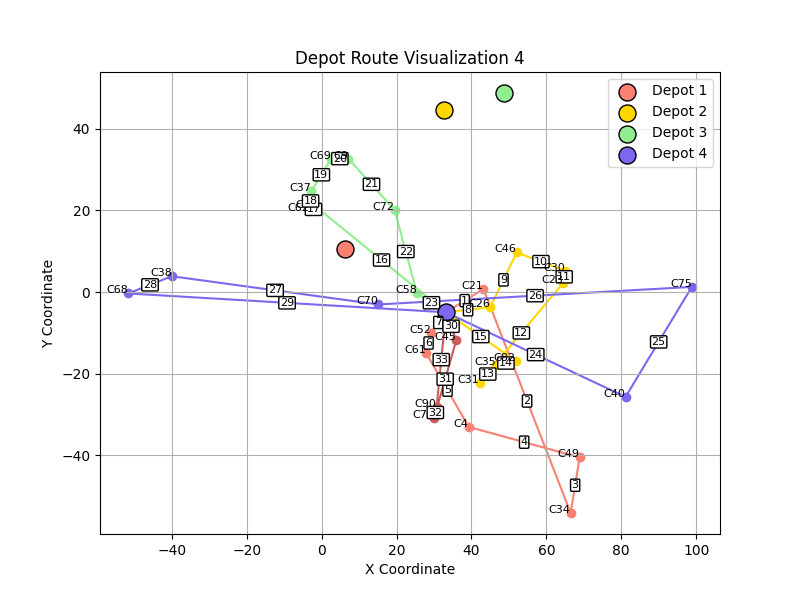 Depot Route Visualization 4
Depot 1
Depot 2
Depot 3
Depot 4
Y Coordinate
X Coordinate
40
20
0
−20
−40
−40
−20
0
20
40
60
80
100
C69
20
19
C37
18
17
21
C72
16
22
C58
C46
9
10
C30
11
C23
C38
C68
28
27
29
C70
23
1
C21
8
C26
26
C75
7
30
C52
C45
6
C61
15
12
24
25
33
C35
14
13
C31
31
5
2
C40
C90
32
C7
C4
4
C49
3
C34